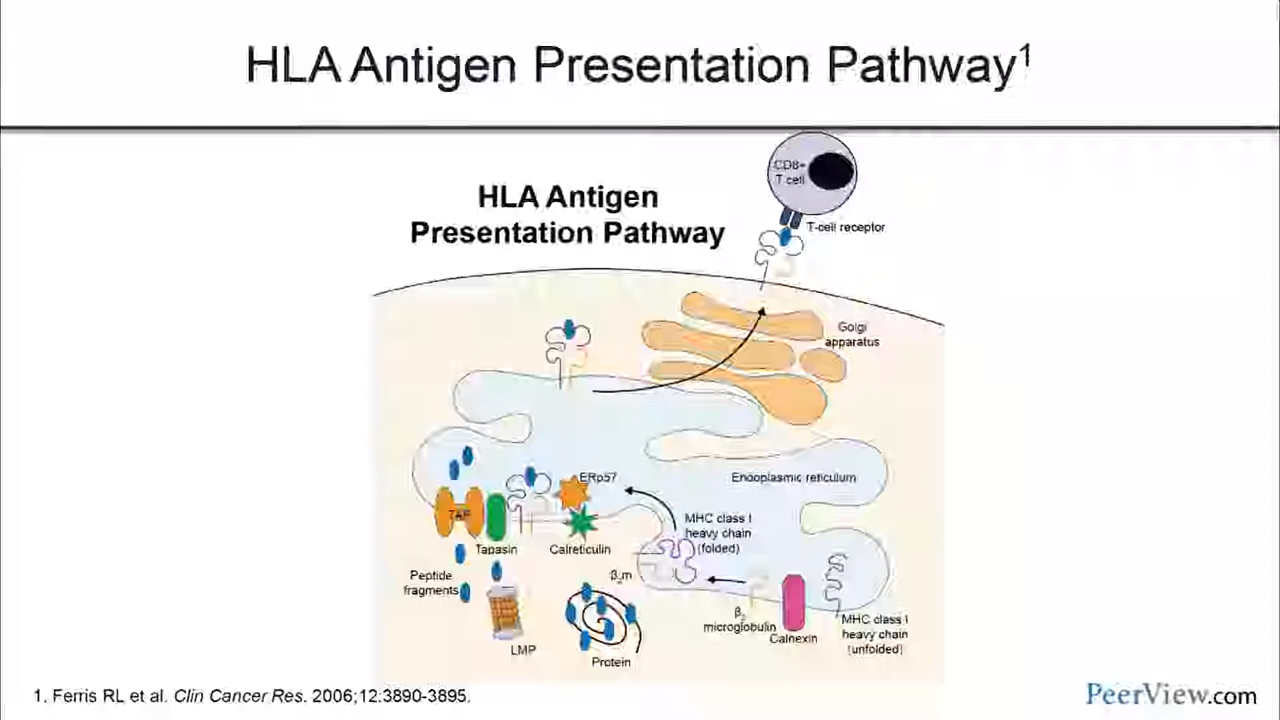 HLA Antigen Presentation Pathway1
HLA Antigen
Presentation Pathway
CD8+
T cell
T-cell receptor
Golgi
apparatus
Endoplasmic reticulum
ERp57
TAP
Tapasin
Calreticulin
MHC class I
heavy chain
(folded)
Peptide
fragments
β2m
β2
microglobulin
Calnexin
MHC class I
heavy chain
(unfolded)
LMP
Protein
1. Ferris RL et al. Clin Cancer Res. 2006;12:3890-3895.
PeerView.com